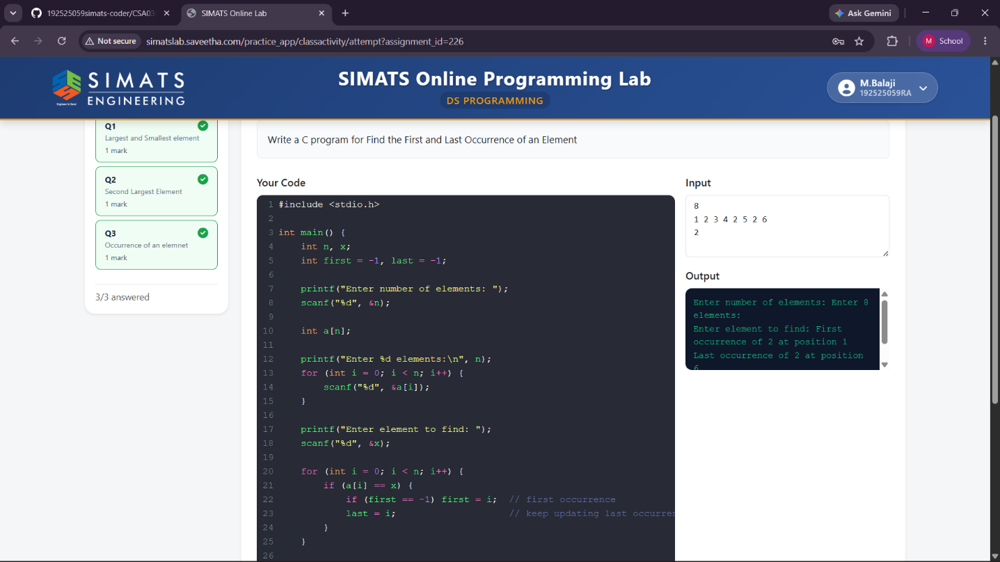 192525059simats-coder/CSA03
SIMATS Online Lab
Ask Gemini
Not secure
simatslab.saveetha.com/practice_app/classactivity/attempt?assignment_id=226
M
School
SIMATS
ENGINEERING
Engineer to Excel
SIMATS Online Programming Lab
DS PROGRAMMING
M.Balaji
192525059RA
Q1
Largest and Smallest element
1 mark
Q2
Second Largest Element
1 mark
Q3
Occurrence of an elemnet
1 mark
3/3 answered
Write a C program for Find the First and Last Occurrence of an Element
Your Code
1 #include <stdio.h>
2
3 int main() {
4     int n, x;
5     int first = -1, last = -1;
6
7     printf("Enter number of elements: ");
8     scanf("%d", &n);
9
10     int a[n];
11
12     printf("Enter %d elements:\n", n);
13     for (int i = 0; i < n; i++) {
14         scanf("%d", &a[i]);
15     }
16
17     printf("Enter element to find: ");
18     scanf("%d", &x);
19
20     for (int i = 0; i < n; i++) {
21         if (a[i] == x) {
22             if (first == -1) first = i;  // first occurrence
23             last = i;                    // keep updating last occurren
24         }
25     }
26
Input
8
1 2 3 4 2 5 2 6
2
Output
Enter number of elements: Enter 8
elements:
Enter element to find: First
occurrence of 2 at position 1
Last occurrence of 2 at position
6